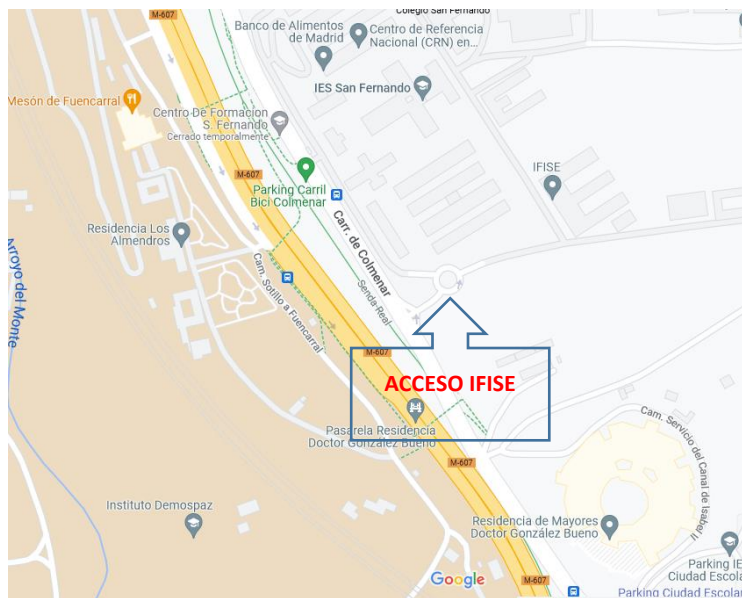 Colegio San Fernando
M-607
Banco de Alimentos
de Madrid
Centro de Referencia
Nacional (CRN) en...
IES San Fernando
Mesón de Fuencarral
Centro De Formacion
S. Fernando
Cerrado temporalmente
IFISE
M-607
Parking Carril
Bici Colmenar
Residencia Los
Almendros
Carr. de Colmenar
Arroyo del Monte
Cam. Sotillo a Fuencarral
Senda Real
M-607
ACCESO IFISE
Pasarela Residencia
Doctor González Bueno
Cam. Servicio del Canal de Isabel II
M-607
Instituto Demospaz
Residencia de Mayores
Doctor González Bueno
Parking IE
Ciudad Escola
Google
M-607
Parking Ciudad Escolar